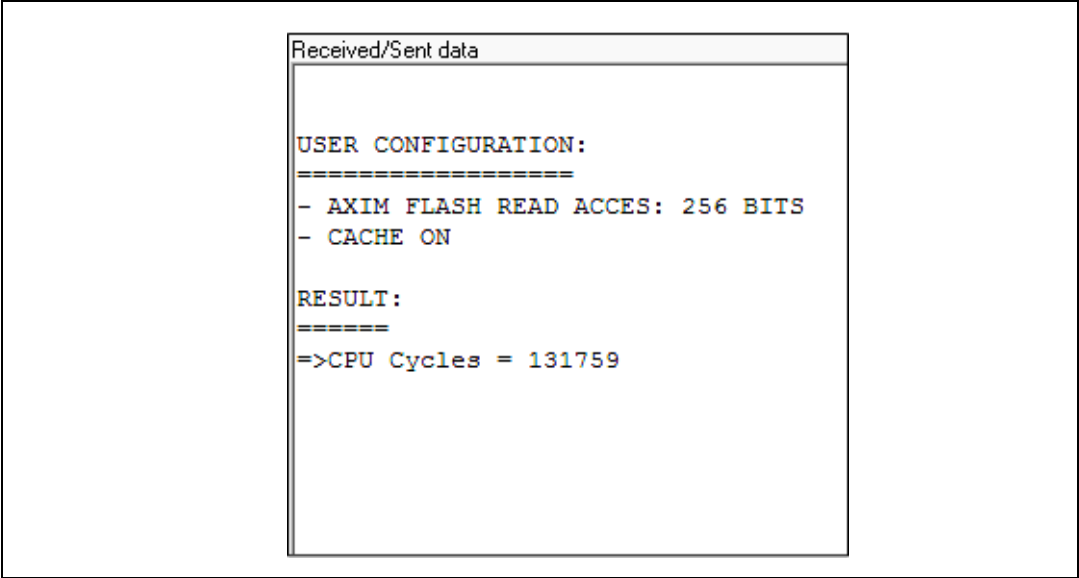 Received/Sent data
USER CONFIGURATION:
==================
- AXIM FLASH READ ACCES: 256 BITS
- CACHE ON
RESULT:
======
=>CPU Cycles = 131759